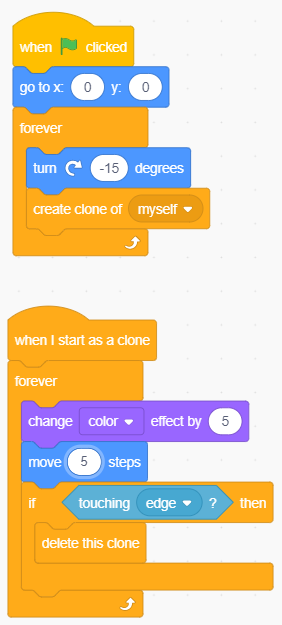 when clicked
go to x: 0 y: 0
forever
turn -15 degrees
create clone of myself
when I start as a clone
forever
change color effect by 5
move 5 steps
if touching edge ? then
delete this clone